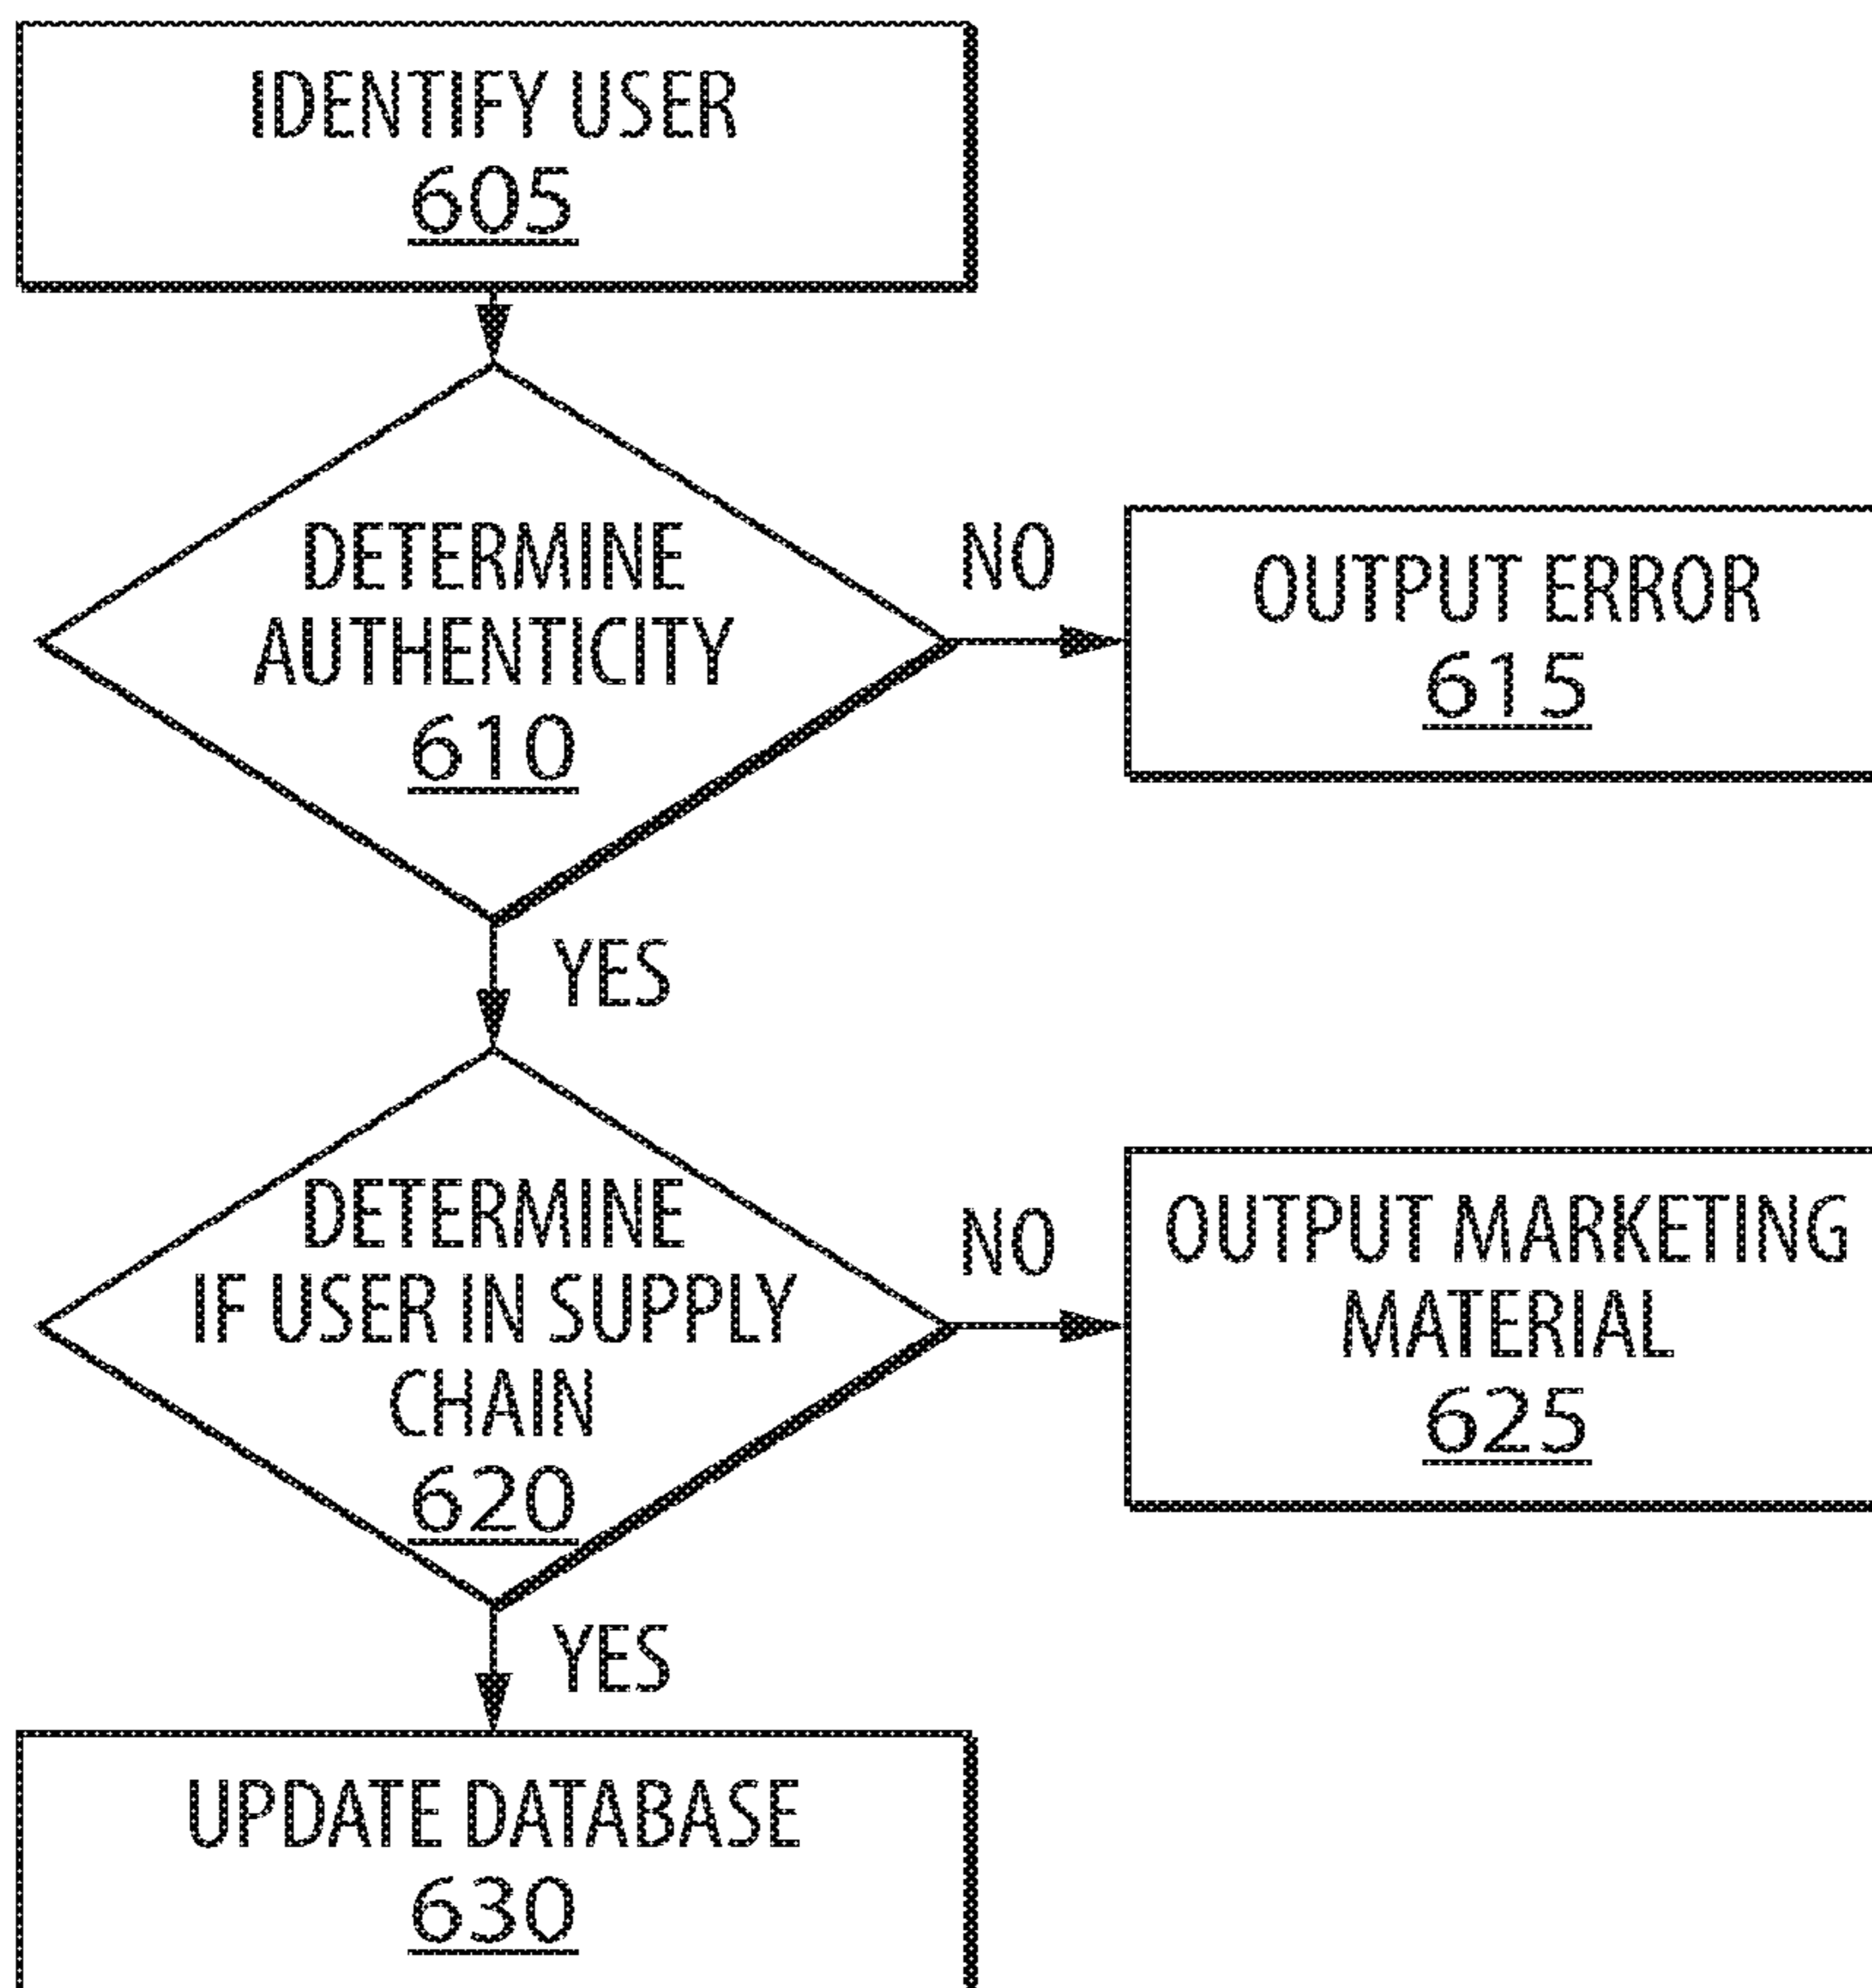 IDENTIFY USER
605
DETERMINE
AUTHENTICITY
610
NO
OUTPUT ERROR
615
YES
DETERMINE
IF USER IN SUPPLY
CHAIN
620
NO
OUTPUT MARKETING
MATERIAL
625
YES
UPDATE DATABASE
630